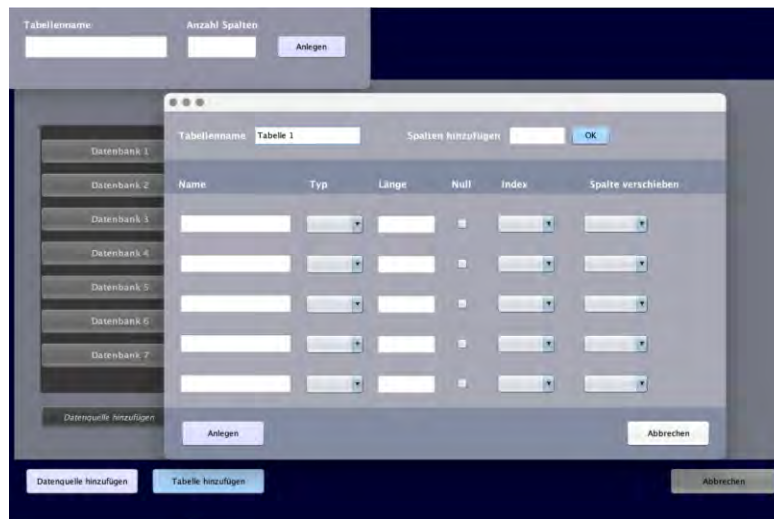 Tabellenname Anzahl Spalten
Anlegen
Tabellenname Tabelle 1 Spalten hinzufügen OK
Name Typ Länge Null Index Spalte verschieben
Datenbank 1
Datenbank 2
Datenbank 3
Datenbank 4
Datenbank 5
Datenbank 6
Datenbank 7
Datenquelle hinzufügen
Anlegen Abbrechen
Datenquelle hinzufügen Tabelle hinzufügen Abbrechen